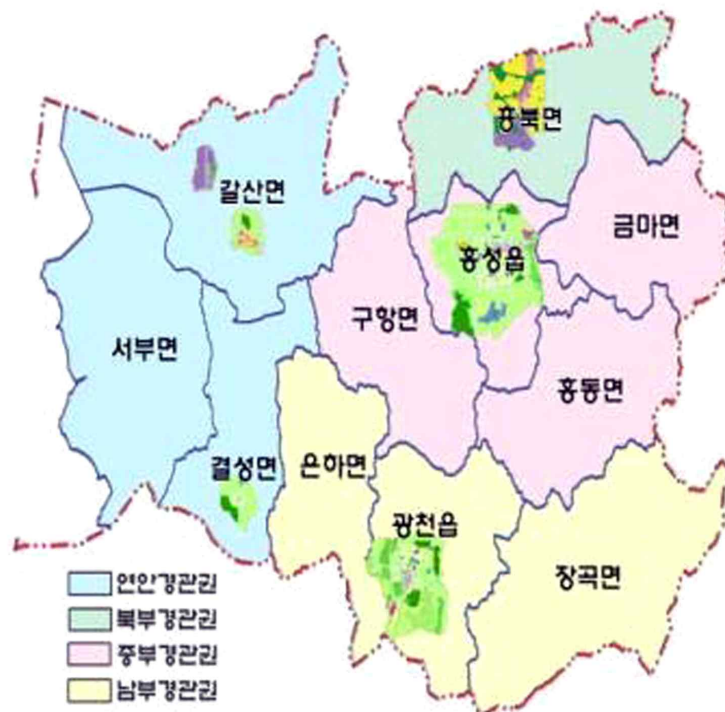 홍북면
갈산면
금마면
홍성읍
구항면
서부면
홍동면
결성면
은하면
광천읍
장곡면
연안경관권
북부경관권
중부경관권
남부경관권